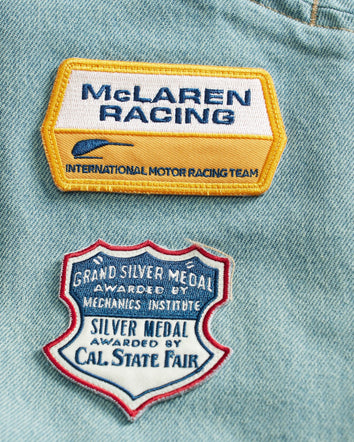 McLAREN
RACING
INTERNATIONAL MOTOR RACING TEAM
"GRAND SILVER MEDAL"
AWARDED BY
MECHANICS INSTITUTE
SILVER MEDAL
AWARDED BY
CAL. STATE FAIR